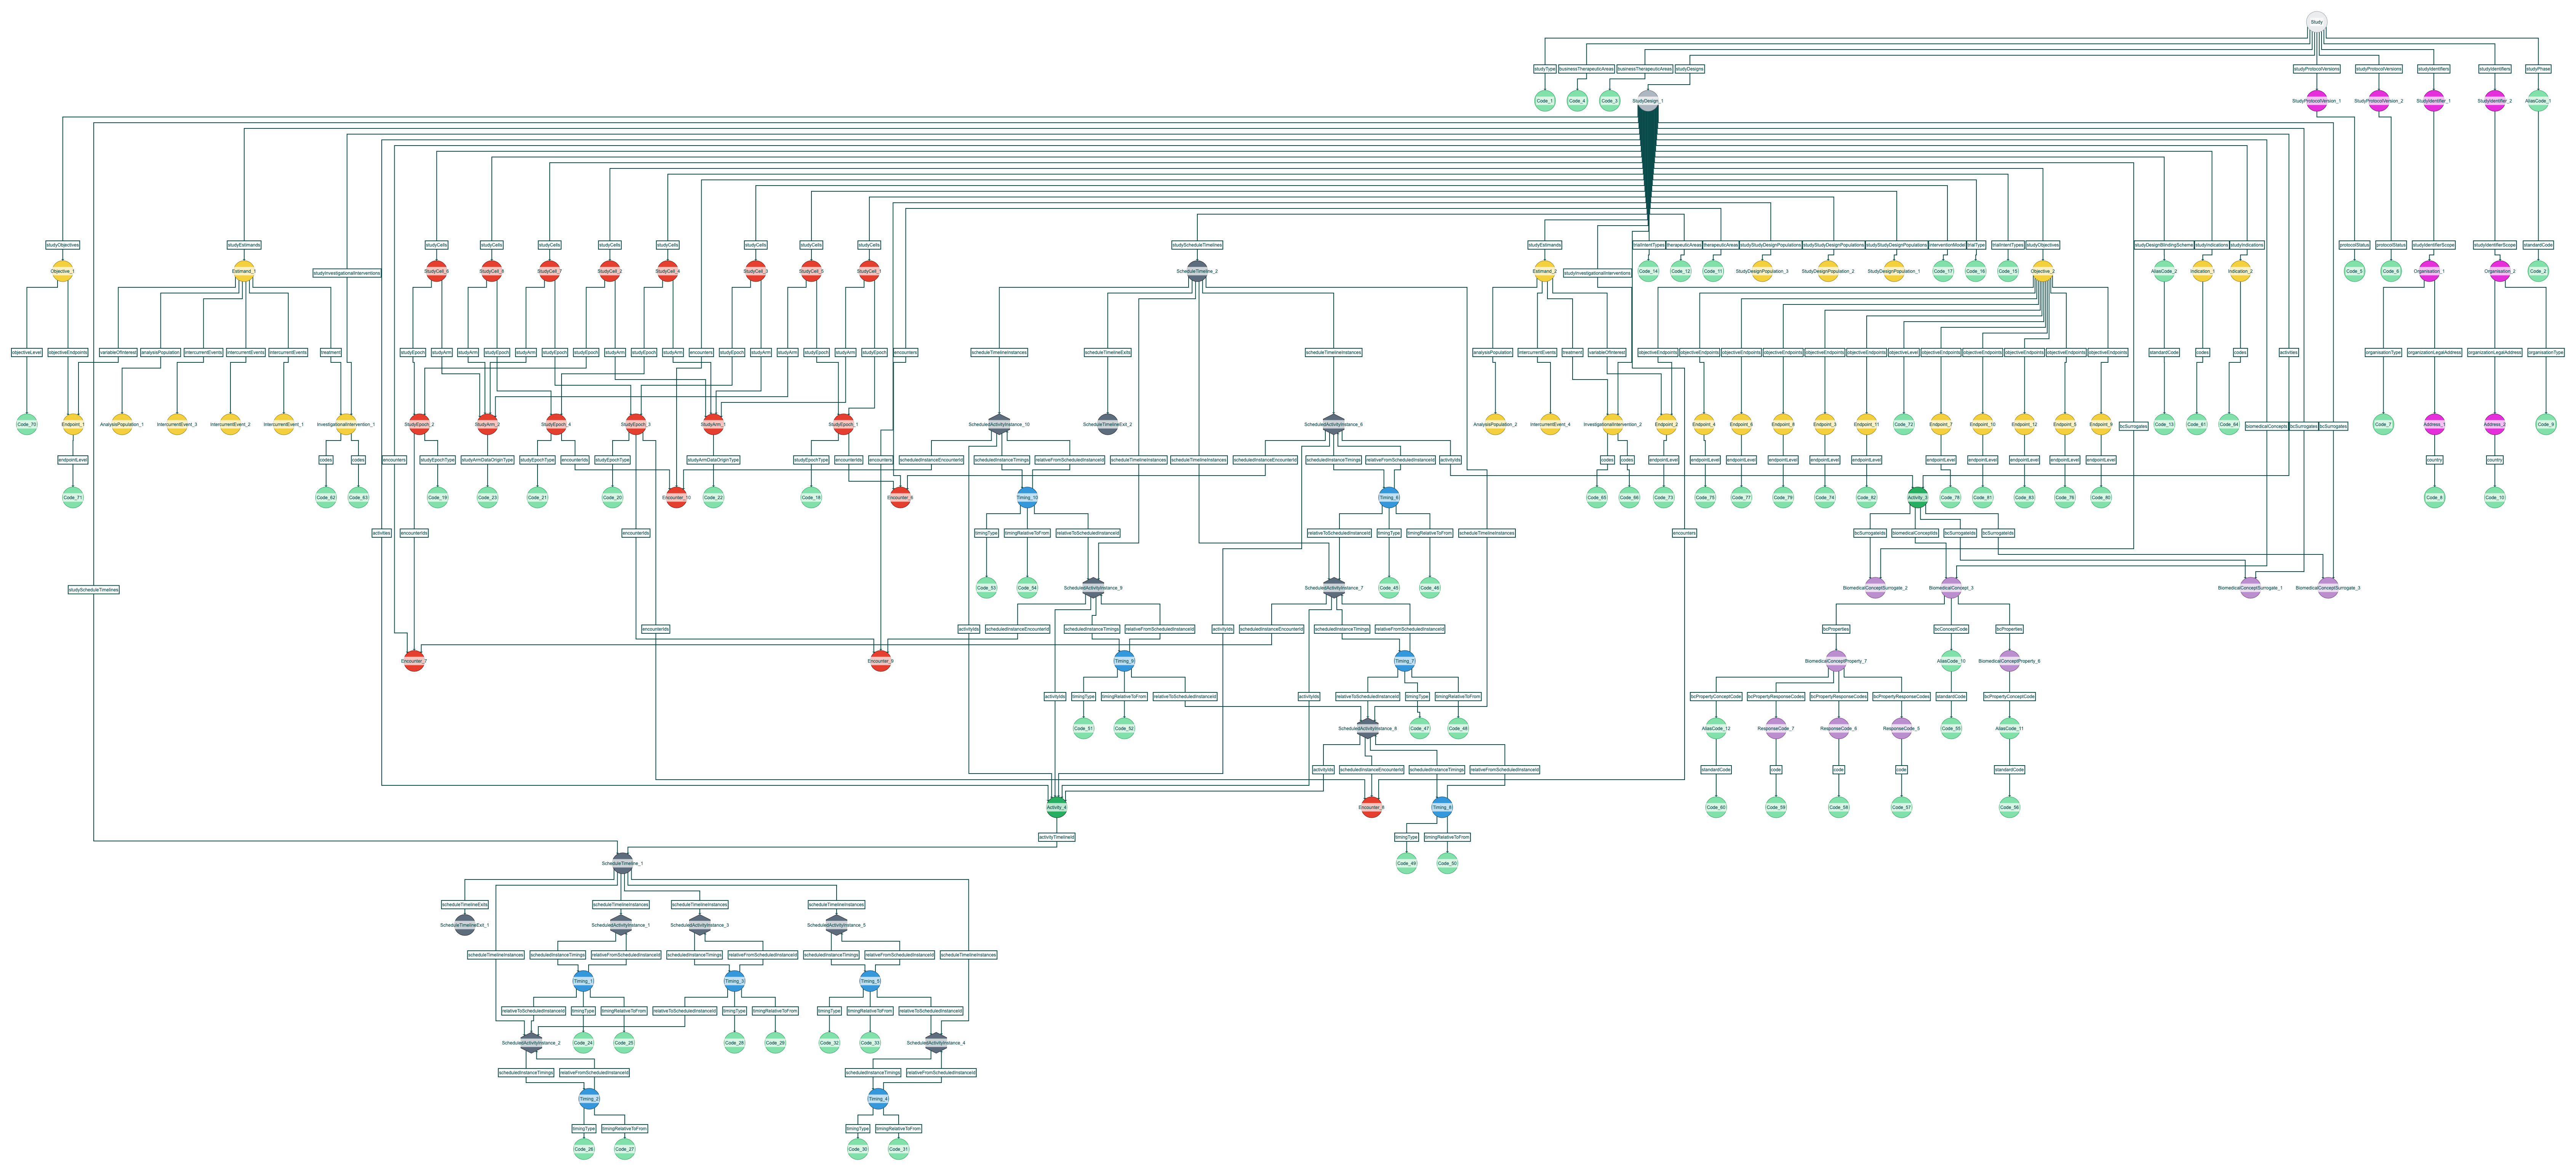 Study
studyType
businessTherapeuticAreas
businessTherapeuticAreas
studyDesigns
studyProtocolVersions
studyProtocolVersions
studyIdentifiers
studyIdentifiers
studyPhase
Code_1
Code_4
Code_3
StudyDesign_1
StudyProtocolVersion_1
StudyProtocolVersion_2
StudyIdentifier_1
StudyIdentifier_2
AliasCode_1
studyObjectives
studyEstimands
studyCells
studyCells
studyCells
studyCells
studyCells
studyCells
studyCells
studyCells
studyScheduleTimelines
studyEstimands
trialIntentTypes
therapeuticAreas
therapeuticAreas
studyStudyDesignPopulations
studyStudyDesignPopulations
studyStudyDesignPopulations
interventionModel
trialType
trialIntentTypes
studyObjectives
studyDesignBlindingScheme
studyIndications
studyIndications
protocolStatus
protocolStatus
studyIdentifierScope
studyIdentifierScope
standardCode
Objective_1
Estimand_1
studyInvestigationalInterventions
StudyCell_7
StudyCell_2
StudyCell_4
StudyCell_3
StudyCell_5
StudyCell_1
ScheduleTimeline_2
Estimand_2
studyInvestigationalInterventions
Code_14
Code_12
Code_11
StudyDesignPopulation_3
StudyDesignPopulation_2
StudyDesignPopulation_1
Code_17
Code_16
Code_15
Objective_2
AliasCode_2
Indication_1
Indication_2
Code_5
Code_6
Organisation_1
Organisation_2
Code_2
objectiveLevel
objectiveEndpoints
variableOfInterest
analysisPopulation
intercurrentEvents
intercurrentEvents
intercurrentEvents
treatment
studyEpoch
studyArm
studyArm
studyEpoch
studyArm
studyEpoch
studyEpoch
studyArm
studyEpoch
studyArm
encounters
studyEpoch
studyArm
studyArm
studyEpoch
studyArm
studyEpoch
encounters
scheduleTimelineInstances
scheduleTimelineExits
scheduleTimelineInstances
analysisPopulation
intercurrentEvents
treatment
variableOfInterest
objectiveEndpoints
objectiveEndpoints
objectiveEndpoints
objectiveEndpoints
objectiveEndpoints
objectiveEndpoints
objectiveLevel
objectiveEndpoints
objectiveEndpoints
objectiveEndpoints
objectiveEndpoints
objectiveEndpoints
standardCode
codes
codes
activities
organisationType
organizationLegalAddress
organizationLegalAddress
organisationType
Code_70
Endpoint_1
AnalysisPopulation_1
IntercurrentEvent_3
IntercurrentEvent_2
IntercurrentEvent_1
InvestigationalIntervention_1
StudyEpoch_2
StudyArm_2
StudyEpoch_4
StudyEpoch_3
StudyArm_1
StudyEpoch_1
ScheduledActivityInstance_10
ScheduleTimelineExit_2
ScheduledActivityInstance_6
AnalysisPopulation_2
IntercurrentEvent_4
InvestigationalIntervention_2
Endpoint_2
Endpoint_4
Endpoint_6
Endpoint_8
Endpoint_3
Endpoint_11
Code_72
Endpoint_7
Endpoint_10
Endpoint_12
Endpoint_5
Endpoint_9
bcSurrogates
Code_13
Code_61
Code_64
biomedicalConcepts
bcSurrogates
bcSurrogates
Code_7
Address_1
Address_2
Code_9
endpointLevel
codes
codes
encounters
studyEpochType
studyArmDataOriginType
studyEpochType
encounterIds
studyEpochType
studyArmDataOriginType
studyEpochType
encounterIds
encounters
scheduledInstanceEncounterId
scheduledInstanceTimings
relativeFromScheduledInstanceId
scheduleTimelineInstances
scheduleTimelineInstances
scheduledInstanceEncounterId
scheduledInstanceTimings
relativeFromScheduledInstanceId
activityIds
codes
codes
endpointLevel
endpointLevel
endpointLevel
endpointLevel
endpointLevel
endpointLevel
endpointLevel
endpointLevel
endpointLevel
endpointLevel
endpointLevel
country
country
Code_71
Code_62
Code_63
Code_19
Code_23
Code_21
Code_20
Encounter_10
Code_22
Code_18
Encounter_6
Timing_10
Timing_6
Code_65
Code_66
Code_73
Code_75
Code_77
Code_79
Code_74
Code_82
Activity_3
Code_78
Code_81
Code_83
Code_76
Code_80
Code_8
Code_10
activities
encounterIds
encounterIds
timingType
timingRelativeToFrom
relativeToScheduledInstanceId
relativeToScheduledInstanceId
timingType
timingRelativeToFrom
scheduleTimelineInstances
encounters
bcSurrogateIds
biomedicalConceptIds
bcSurrogateIds
bcSurrogateIds
studyScheduleTimelines
Code_53
Code_54
ScheduledActivityInstance_9
ScheduledActivityInstance_7
Code_45
Code_46
BiomedicalConceptSurrogate_2
BiomedicalConcept_3
BiomedicalConceptSurrogate_1
BiomedicalConceptSurrogate_3
encounterIds
activityIds
scheduledInstanceEncounterId
scheduledInstanceTimings
relativeFromScheduledInstanceId
activityIds
scheduledInstanceEncounterId
scheduledInstanceTimings
relativeFromScheduledInstanceId
bcProperties
bcConceptCode
bcProperties
Encounter_7
Encounter_9
Timing_9
Timing_7
BiomedicalConceptProperty_7
AliasCode_10
BiomedicalConceptProperty_6
activityIds
timingType
timingRelativeToFrom
relativeToScheduledInstanceId
activityIds
relativeToScheduledInstanceId
timingType
timingRelativeToFrom
bcPropertyConceptCode
bcPropertyResponseCodes
bcPropertyResponseCodes
bcPropertyResponseCodes
standardCode
bcPropertyConceptCode
Code_51
Code_52
ScheduledActivityInstance_8
Code_47
Code_48
AliasCode_12
ResponseCode_7
ResponseCode_6
ResponseCode_5
Code_55
AliasCode_11
activityIds
scheduledInstanceEncounterId
scheduledInstanceTimings
relativeFromScheduledInstanceId
standardCode
code
code
code
standardCode
Activity_4
Encounter_8
Timing_8
Code_60
Code_59
Code_58
Code_57
Code_56
activityTimelineId
timingType
timingRelativeToFrom
ScheduleTimeline_1
Code_49
Code_50
scheduleTimelineExits
scheduleTimelineInstances
scheduleTimelineInstances
scheduleTimelineInstances
ScheduleTimelineExit_1
ScheduledActivityInstance_1
ScheduledActivityInstance_3
ScheduledActivityInstance_5
scheduleTimelineInstances
scheduledInstanceTimings
relativeFromScheduledInstanceId
scheduledInstanceTimings
relativeFromScheduledInstanceId
scheduledInstanceTimings
relativeFromScheduledInstanceId
scheduleTimelineInstances
Timing_1
Timing_3
Timing_5
relativeToScheduledInstanceId
timingType
timingRelativeToFrom
relativeToScheduledInstanceId
timingType
timingRelativeToFrom
timingType
timingRelativeToFrom
relativeToScheduledInstanceId
ScheduledActivityInstance_2
Code_24
Code_25
Code_28
Code_29
Code_32
Code_33
ScheduledActivityInstance_4
scheduledInstanceTimings
relativeFromScheduledInstanceId
scheduledInstanceTimings
relativeFromScheduledInstanceId
Timing_2
Timing_4
timingType
timingRelativeToFrom
timingType
timingRelativeToFrom
Code_26
Code_27
Code_30
Code_31